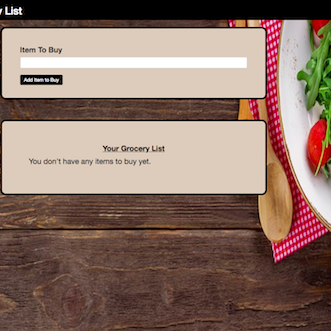 List
Item To Buy
Add Item to Buy
Your Grocery List
You don't have any items to buy yet.